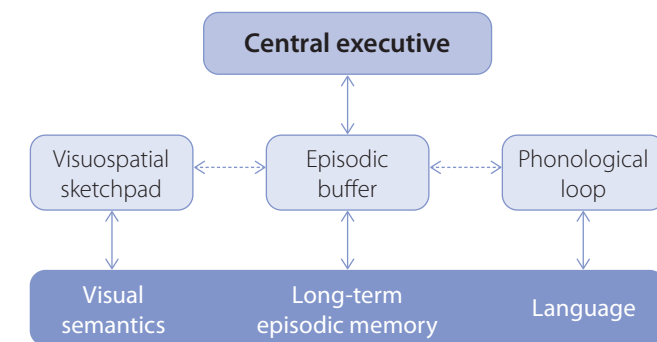 Central executive
Visuospatial
sketchpad
Episodic
buffer
Phonological
loop
Visual
semantics
Long-term
episodic memory
Language